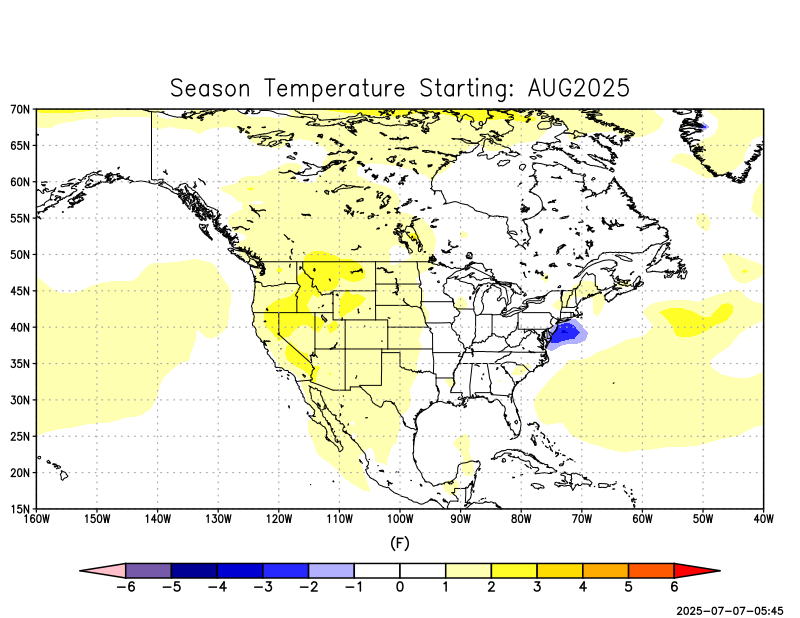 Season Temperature Starting: AUG2025
70N
65N
60N
55N
50N
45N
40N
35N
30N
25N
20N
15N
160W 150W 140W 130W 120W 110W 100W 90W 80W 70W 60W 50W 40W
(F)
−6 −5 −4 −3 −2 −1 0 1 2 3 4 5 6
2025-07-07-05:45